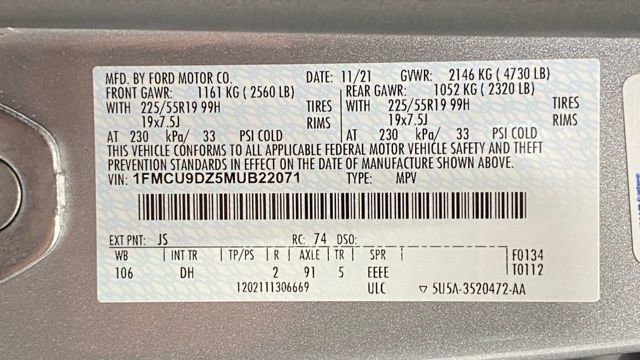 MFD. BY FORD MOTOR CO. DATE: 11/21 GVWR: 2146 KG ( 4730 LB)
FRONT GAWR: 1161 KG ( 2560 LB) REAR GAWR: 1052 KG ( 2320 LB)
WITH 225/55R19 99H TIRES WITH 225/55R19 99H TIRES
19x7.5J RIMS 19x7.5J RIMS
AT 230 kPa/ 33 PSI COLD AT 230 kPa/ 33 PSI COLD
THIS VEHICLE CONFORMS TO ALL APPLICABLE FEDERAL MOTOR VEHICLE SAFETY AND THEFT
PREVENTION STANDARDS IN EFFECT ON THE DATE OF MANUFACTURE SHOWN ABOVE.
VIN: 1FMCU9DZ5MUB22071 TYPE: MPV
EXT PNT: JS RC: 74 DSO:
WB INT TR TP/PS R AXLE TR SPR F0134
106 DH 2 91 5 EEEE T0112
1202111306669 ULC ▽ 5U5A-3520472-AA